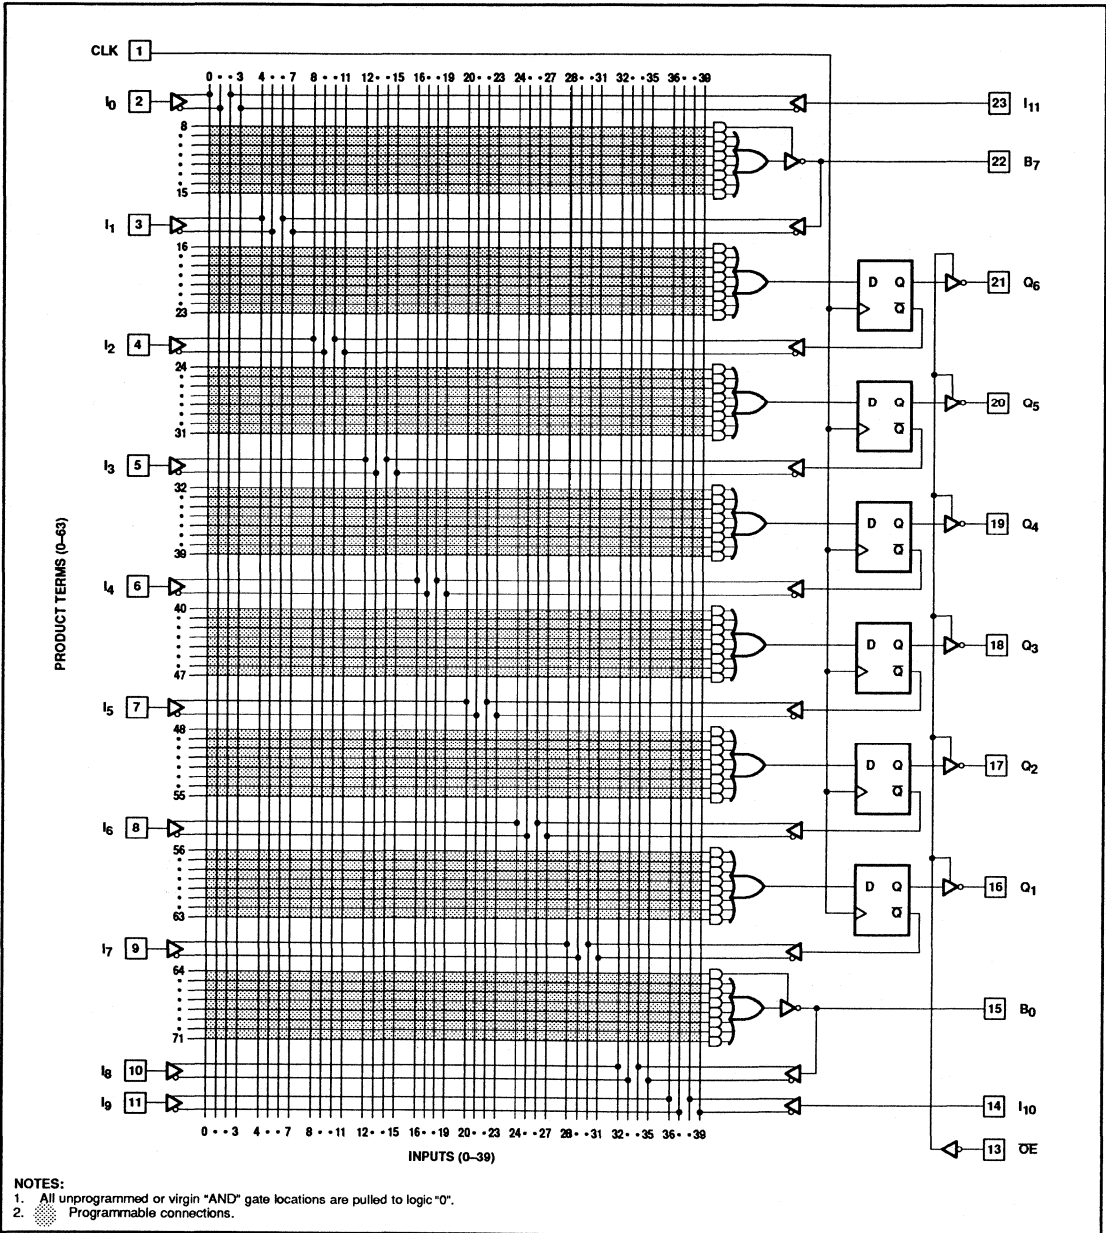 CLK 1
0 • • 3 4 • • 7 8 • • 11 12 • • 15 16 • • 19 20 • • 23 24 • • 27 28 • • 31 32 • • 35 36 • • 39
I0 2
23 I11
8
22 B7
15
I1 3
16
D Q
Q̅
21 Q6
23
I2 4
24
D Q
Q̅
20 Q5
31
I3 5
32
D Q
Q̅
19 Q4
39
I4 6
PRODUCT TERMS (0–63)
40
D Q
Q̅
18 Q3
47
I5 7
48
D Q
Q̅
17 Q2
55
I6 8
56
D Q
Q̅
16 Q1
63
I7 9
64
15 B0
71
I8 10
I9 11
14 I10
0 • • 3 4 • • 7 8 • • 11 12 • • 15 16 • • 19 20 • • 23 24 • • 27 28 • • 31 32 • • 35 36 • • 39
13 O̅E̅
INPUTS (0–39)
NOTES:
1. All unprogrammed or virgin "AND" gate locations are pulled to logic "0".
2. Programmable connections.